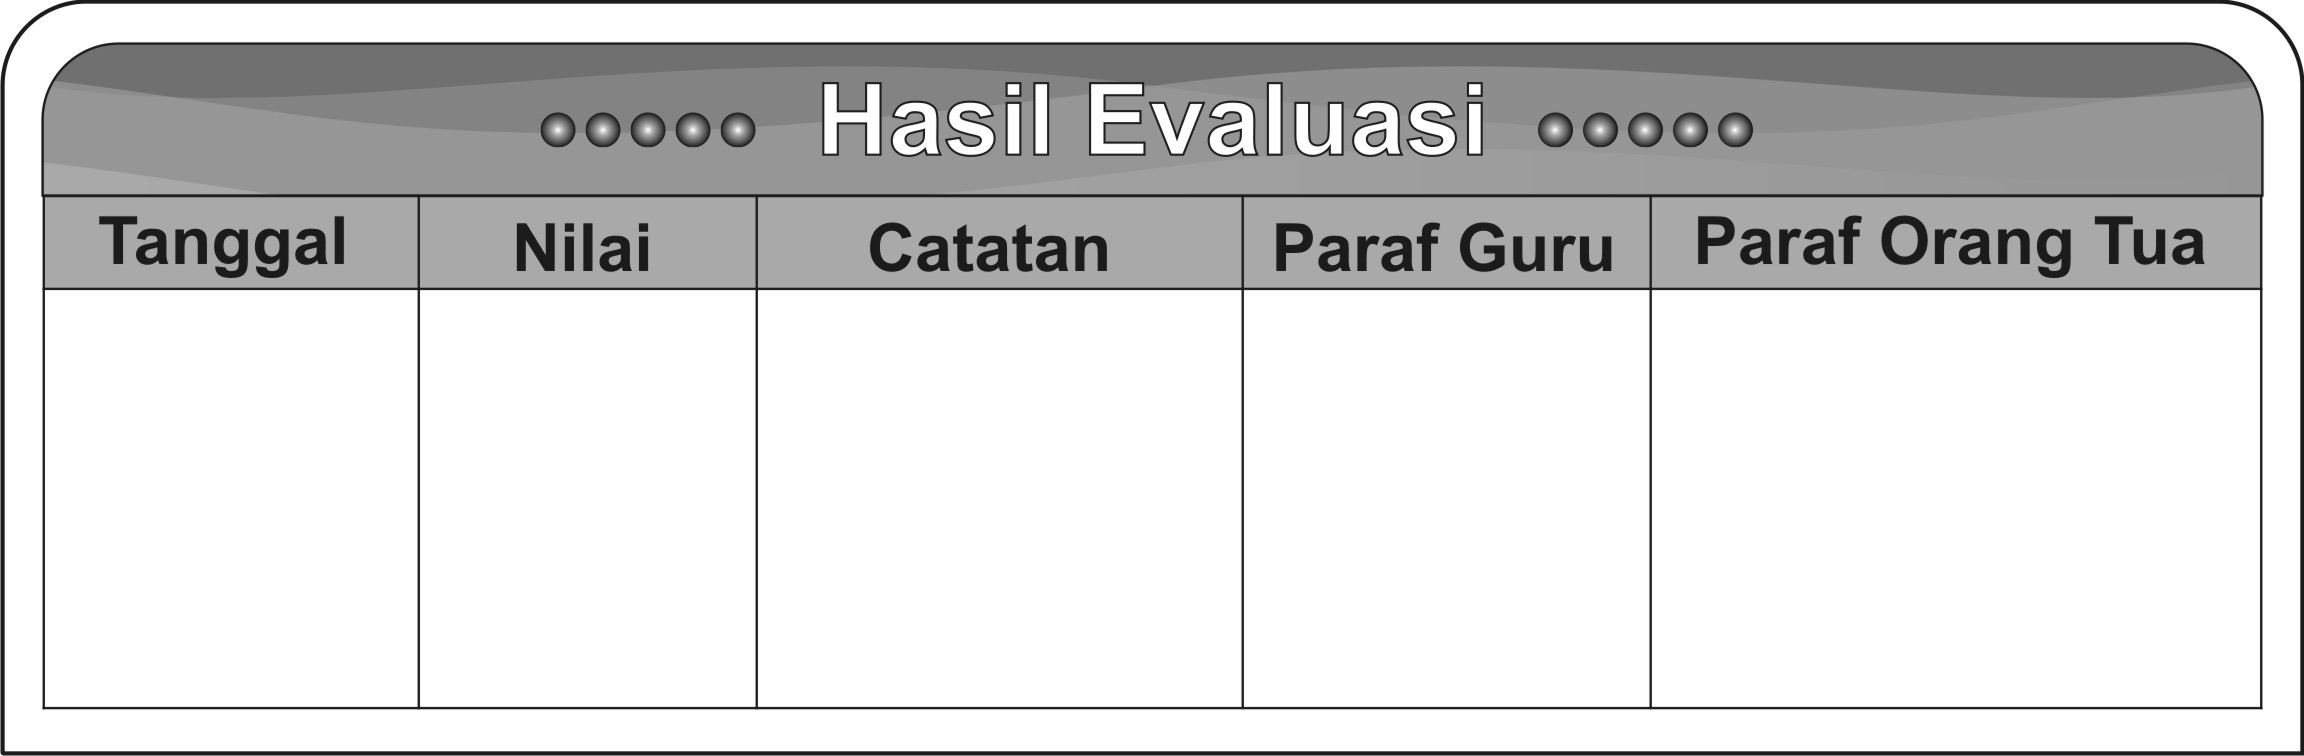 Hasil Evaluasi
Tanggal Nilai Catatan Paraf Guru Paraf Orang Tua